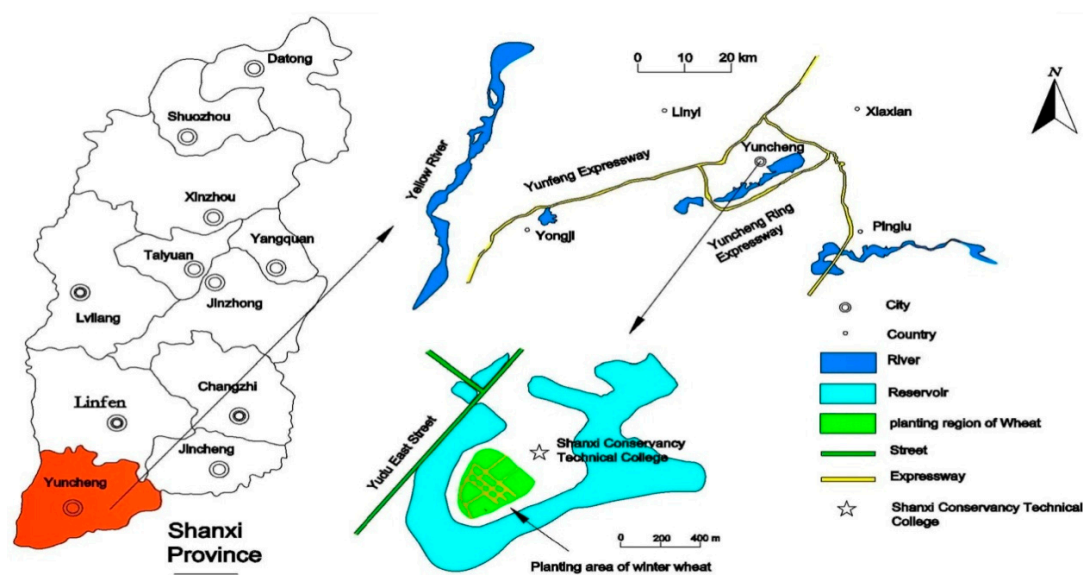 Datong
Shuozhou
Xinzhou
Taiyuan
Yangquan
Jinzhong
Lvliang
Linfen
Changzhi
Jincheng
Yuncheng
Shanxi
Province
0 10 20 km
N
Yellow River
Linyi
Xiaxian
Yuncheng
Yunfeng Expressway
Yongji
Yuncheng Ring
Expressway
Pinglu
City
Country
River
Reservoir
planting region of Wheat
Street
Expressway
Shanxi Conservancy Technical
College
Yudu East Street
Shanxi Conservancy
Technical College
0 200 400 m
Planting area of winter wheat